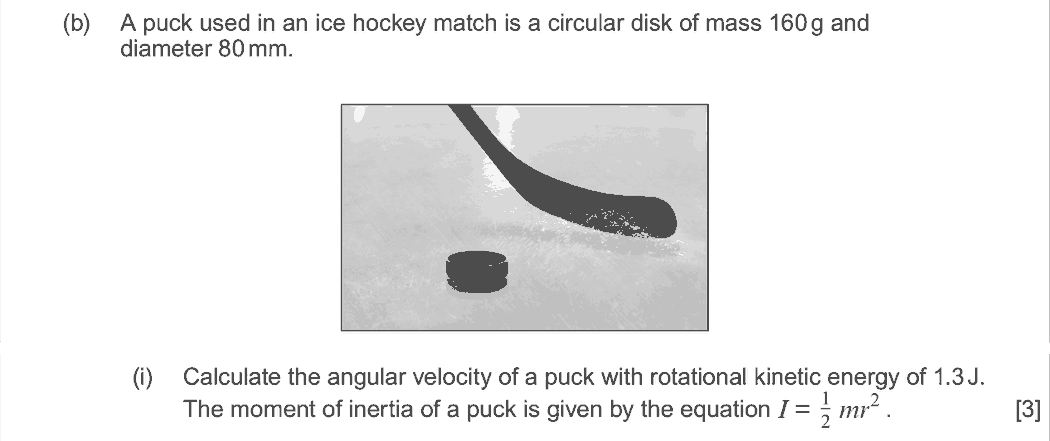 (b) A puck used in an ice hockey match is a circular disk of mass 160 g and
diameter 80 mm.
(i) Calculate the angular velocity of a puck with rotational kinetic energy of 1.3 J.
The moment of inertia of a puck is given by the equation I = 1/2 mr². [3]